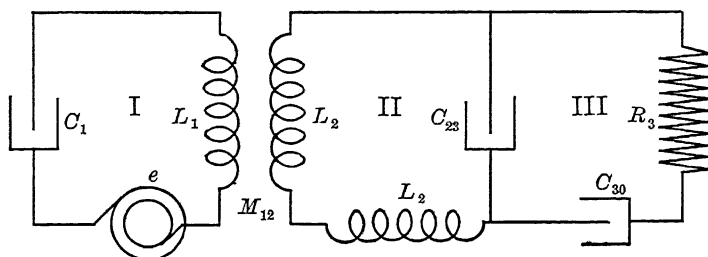 I
II
III
C₁
L₁
L₂
C₂₃
R₃
e
M₁₂
L₂
C₃₀